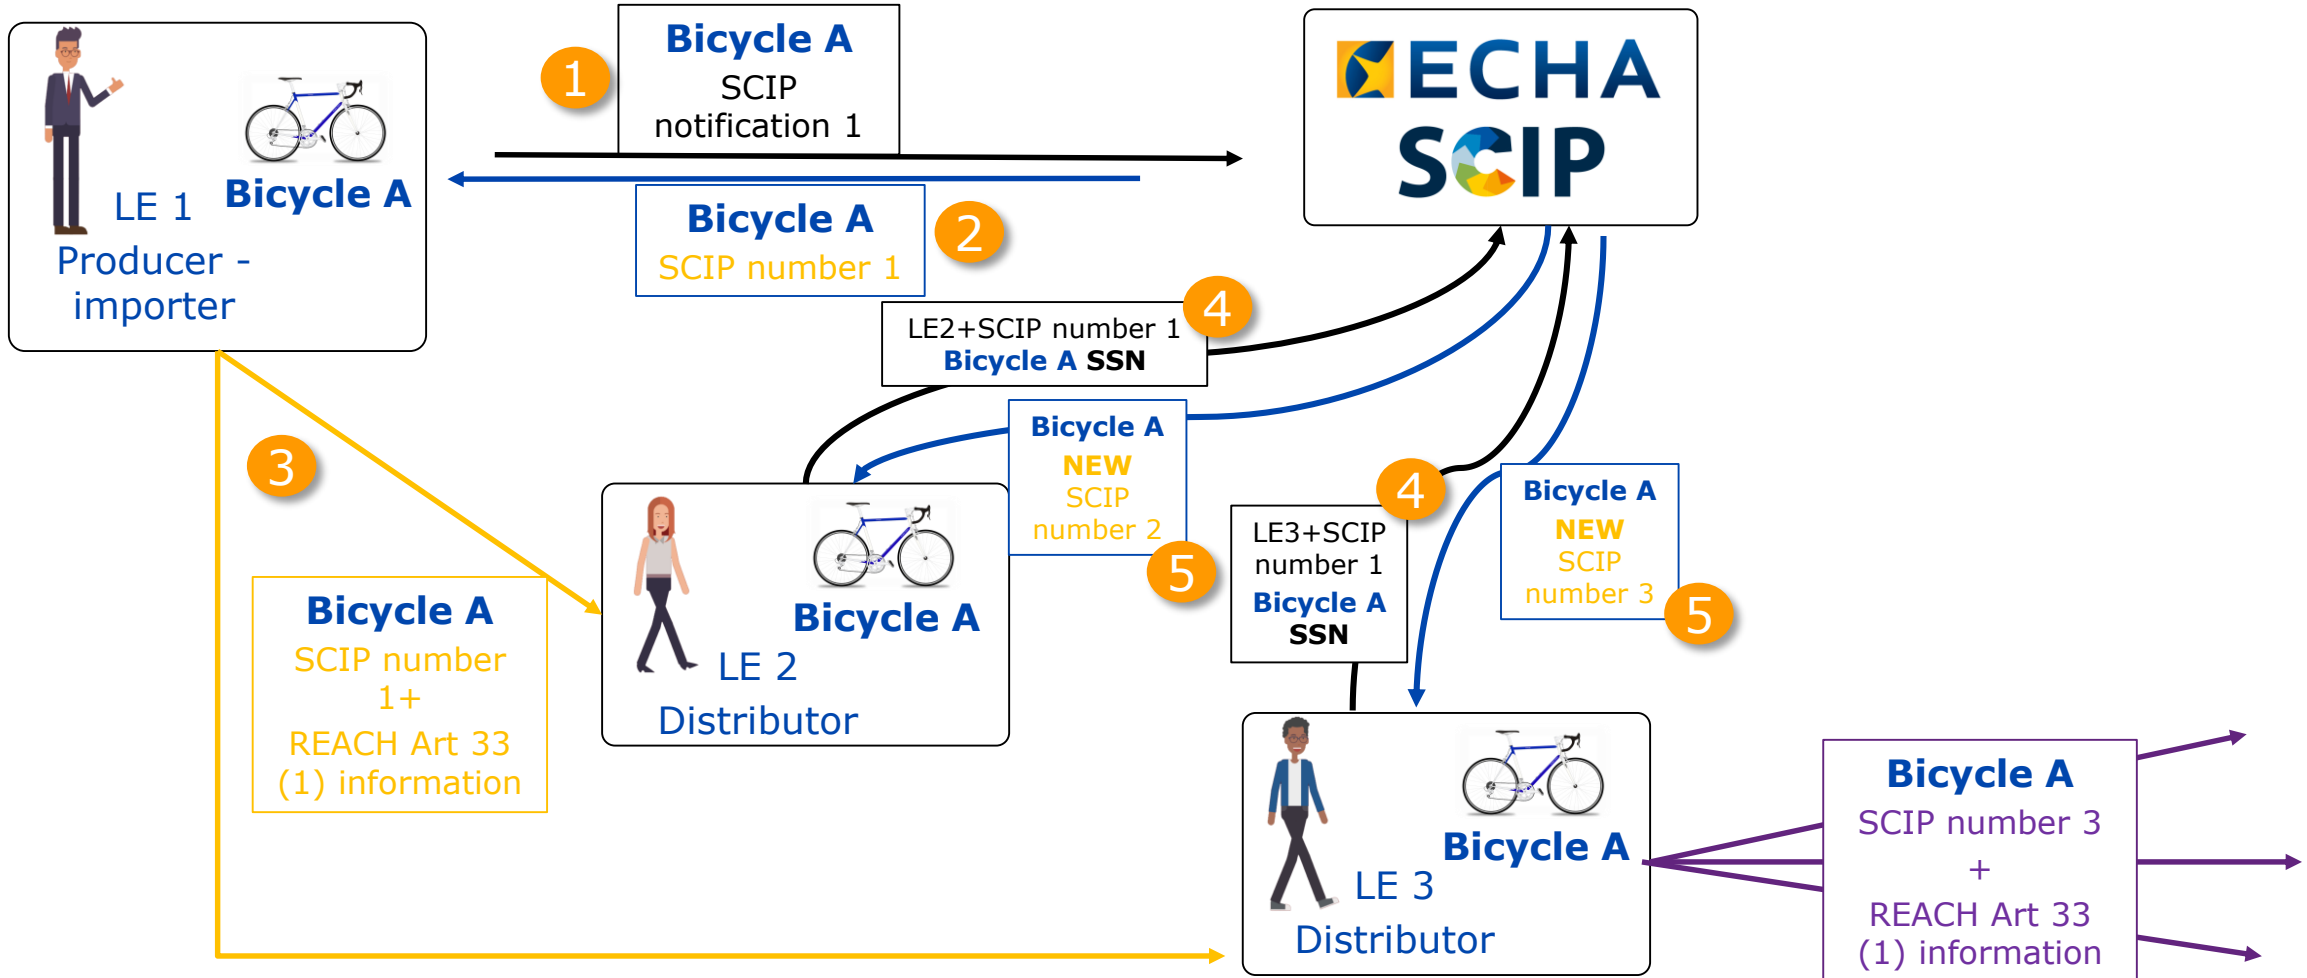 Bicycle A
LE 1
Producer -
importer
1
Bicycle A
SCIP
notification 1
Bicycle A
SCIP number 1
2
ECHA
SCIP
LE2+SCIP number 1
Bicycle A SSN
4
3
Bicycle A
SCIP number
1+
REACH Art 33
(1) information
Bicycle A
LE 2
Distributor
Bicycle A
NEW
SCIP
number 2
5
4
LE3+SCIP
number 1
Bicycle A
SSN
Bicycle A
NEW
SCIP
number 3
5
Bicycle A
LE 3
Distributor
Bicycle A
SCIP number 3
+
REACH Art 33
(1) information